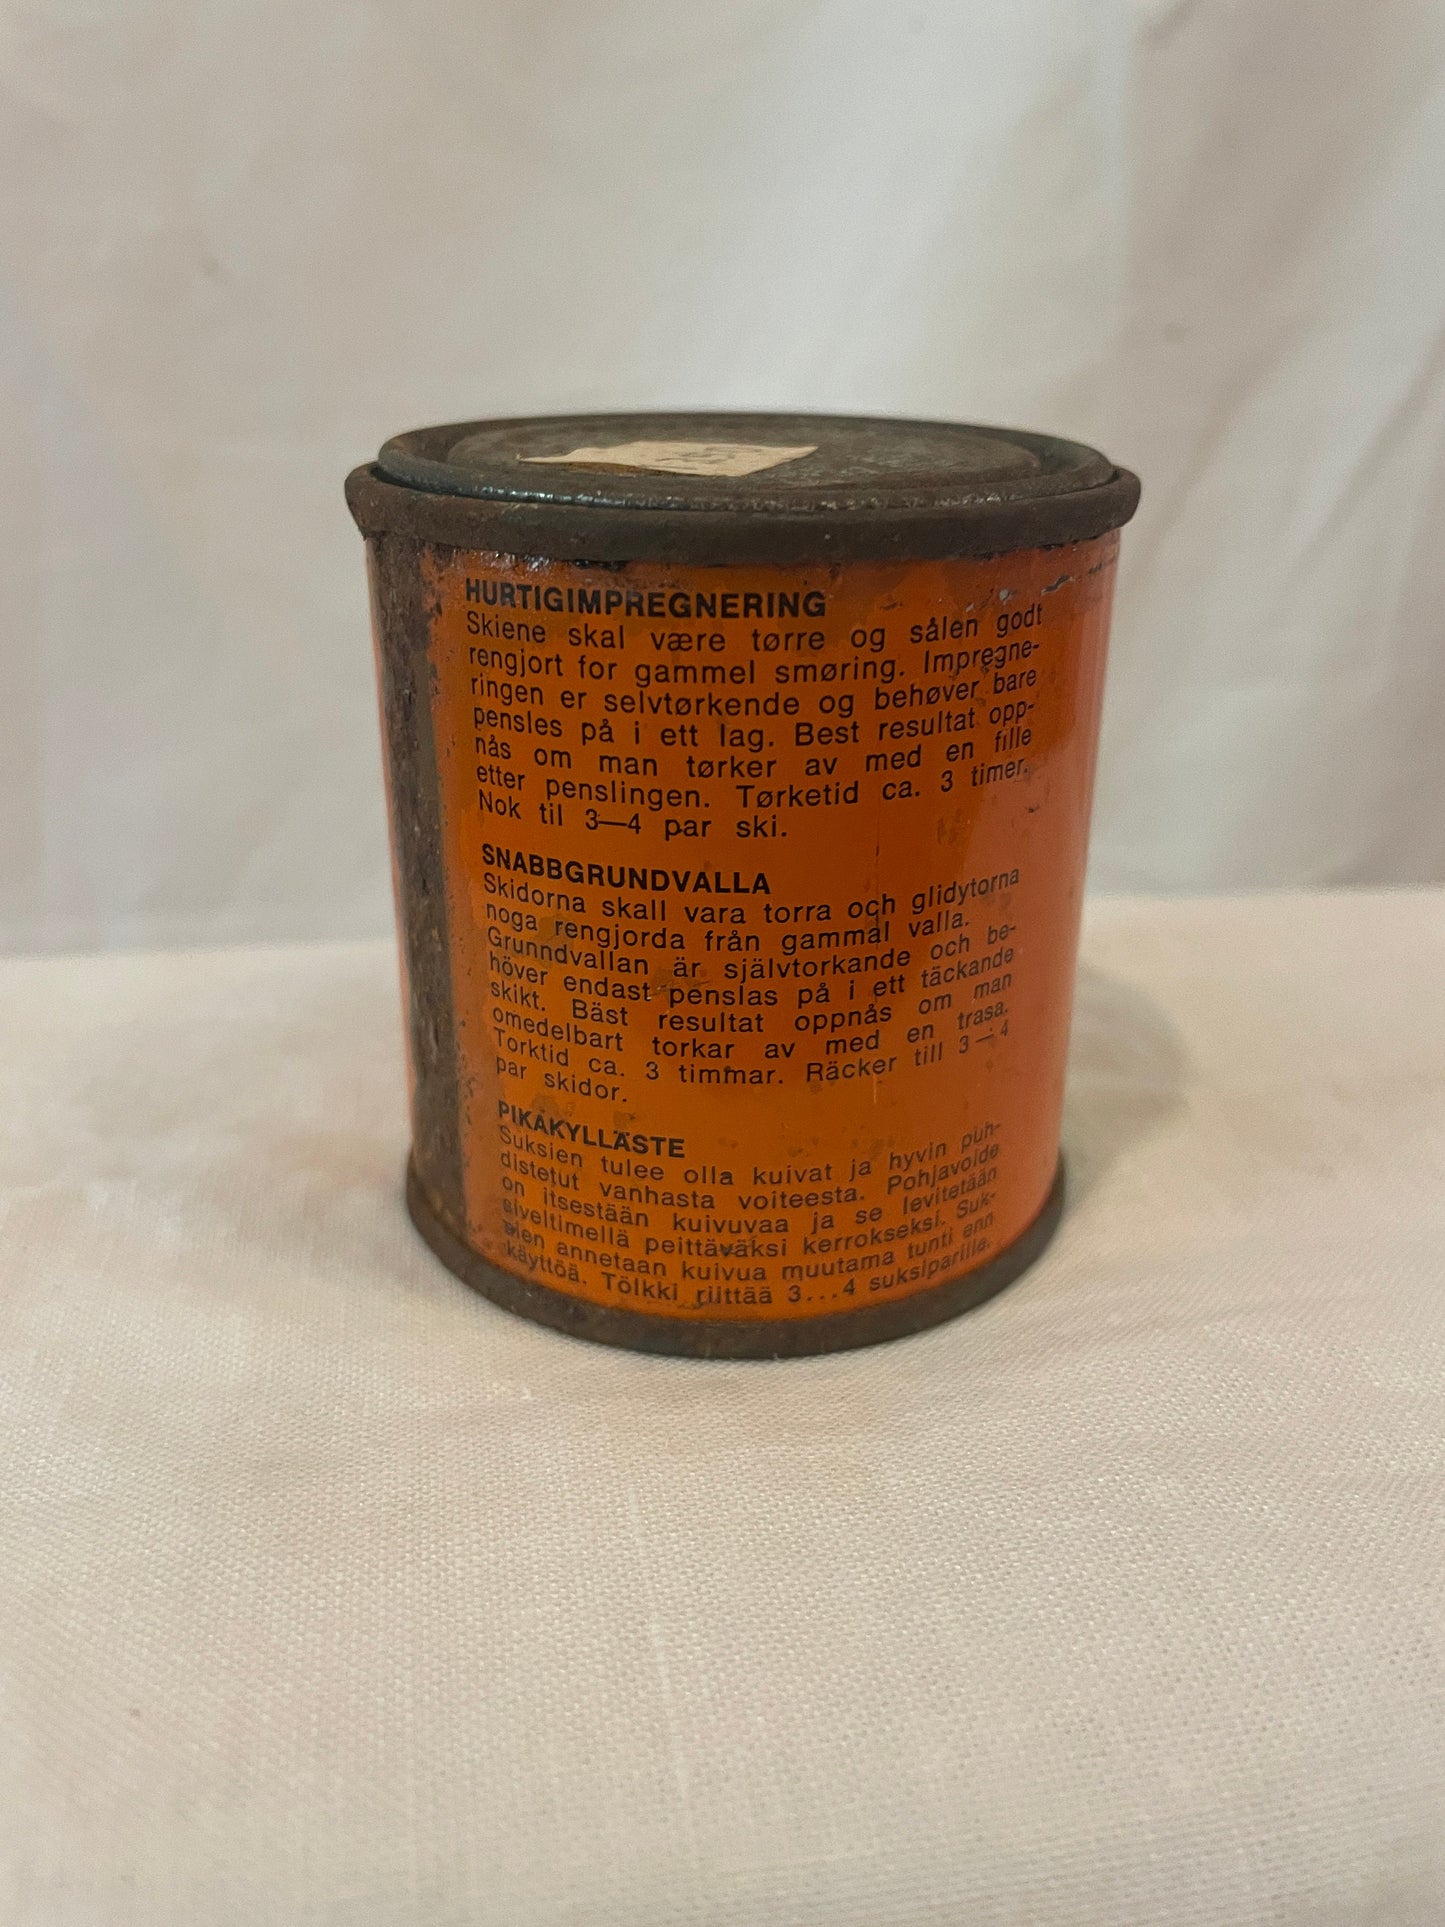 HURTIGIMPREGNERING
Skiene skal være tørre og sålen godt
rengjort for gammel smøring. Impregne-
ringen er selvtørkende og behøver bare
pensles på i ett lag. Best resultat opp-
nås om man tørker av med en fille
etter penslingen. Tørketid ca. 3 timer.
Nok til 3—4 par ski.
SNABBGRUNDVALLA
Skidorna skall vara torra och glidytorna
noga rengjorda från gammal valla.
Grunndvallan är självtorkande och be-
höver endast penslas på i ett täckande
skikt. Bäst resultat oppnås om man
omedelbart torkar av med en trasa.
Torktid ca. 3 timmar. Räcker till 3—4
par skidor.
PIKAKYLLÄSTE
Suksien tulee olla kuivat ja hyvin puh-
distetut vanhasta voiteesta. Pohjavoide
on itsestään kuivuvaa ja se levitetään
siveltimellä peittäväksi kerrokseksi. Suk-
sien annetaan kuivua muutama tunti enn
käyttöä. Tölkki riittää 3...4 suksiparille.